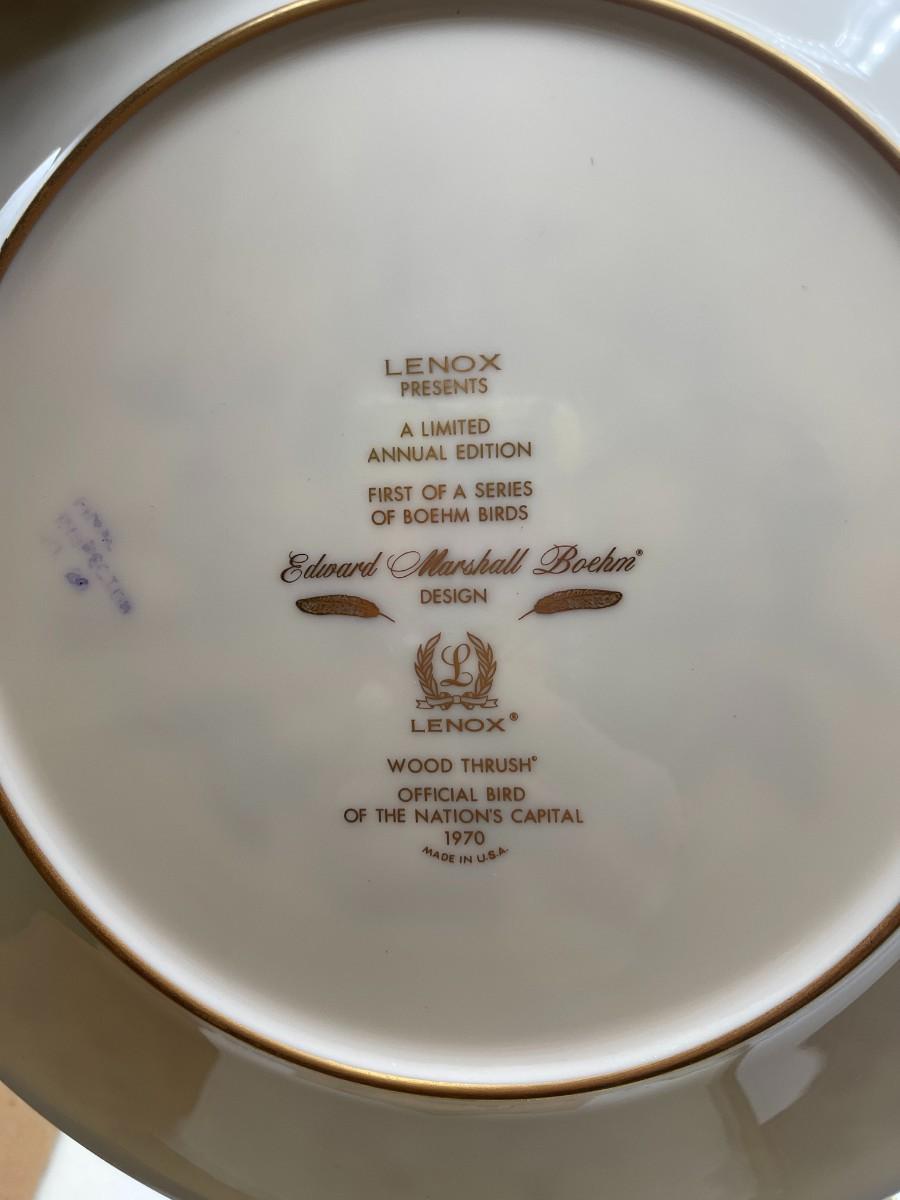 LENOX
PRESENTS
A LIMITED
ANNUAL EDITION
FIRST OF A SERIES
OF BOEHM BIRDS
Edward Marshall Boehm®
DESIGN
L
LENOX®
WOOD THRUSH®
OFFICIAL BIRD
OF THE NATION'S CAPITAL
1970
MADE IN U.S.A.